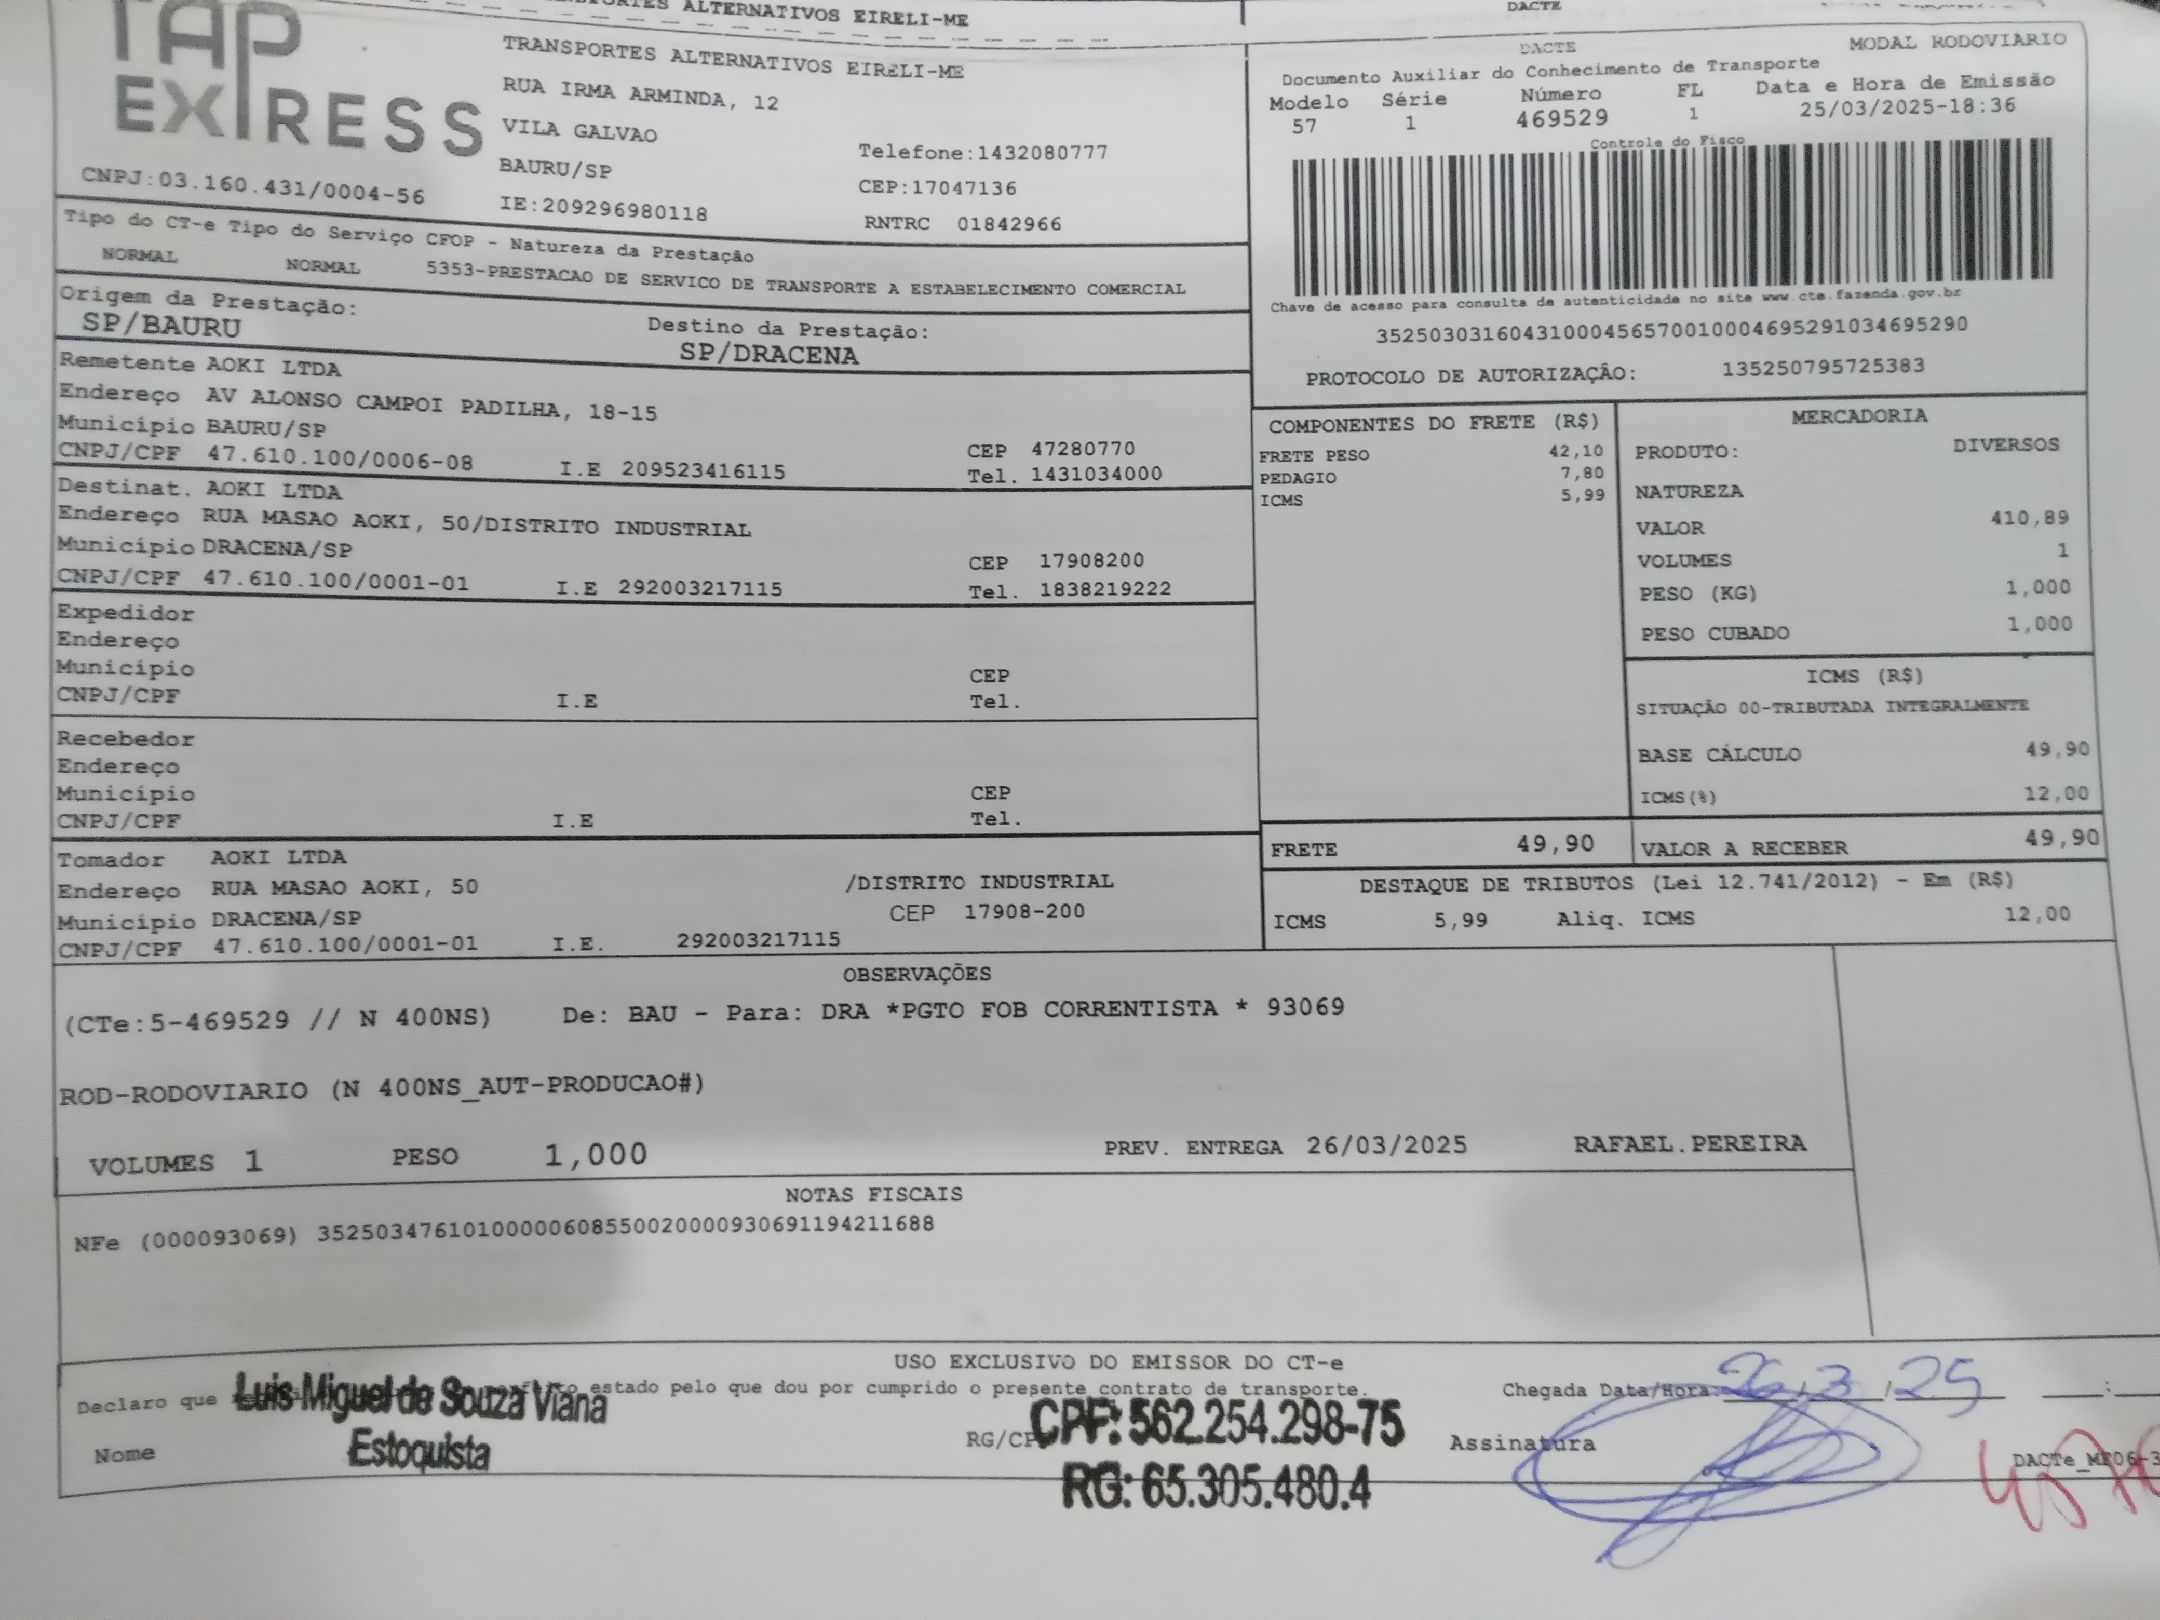 ALTERNATIVOS EIRELI-ME
DACTE
TAP
EXPRESS
CNPJ:03.160.431/0004-56
TRANSPORTES ALTERNATIVOS EIRELI-ME
RUA IRMA ARMINDA, 12
VILA GALVAO
BAURU/SP
IE:209296980118
Telefone:1432080777
CEP:17047136
RNTRC 01842966
DACTE MODAL RODOVIARIO
Documento Auxiliar do Conhecimento de Transporte
Modelo Série Número FL Data e Hora de Emissão
57 1 469529 1 25/03/2025-18:36
Controle do Fisco
Chave de acesso para consulta de autenticidade no site www.cte.fazenda.gov.br
35250303160431000456570010004695291034695290
PROTOCOLO DE AUTORIZAÇÃO: 135250795725383
Tipo do CT-e Tipo do Serviço CFOP - Natureza da Prestação
NORMAL NORMAL 5353-PRESTACAO DE SERVICO DE TRANSPORTE A ESTABELECIMENTO COMERCIAL
Origem da Prestação: Destino da Prestação:
SP/BAURU SP/DRACENA
Remetente AOKI LTDA
Endereço AV ALONSO CAMPOI PADILHA, 18-15
Município BAURU/SP CEP 47280770
CNPJ/CPF 47.610.100/0006-08 I.E 209523416115 Tel. 1431034000
Destinat. AOKI LTDA
Endereço RUA MASAO AOKI, 50/DISTRITO INDUSTRIAL
Município DRACENA/SP CEP 17908200
CNPJ/CPF 47.610.100/0001-01 I.E 292003217115 Tel. 1838219222
Expedidor
Endereço
Município CEP
CNPJ/CPF I.E Tel.
Recebedor
Endereço
Município CEP
CNPJ/CPF I.E Tel.
Tomador AOKI LTDA
Endereço RUA MASAO AOKI, 50 /DISTRITO INDUSTRIAL
Município DRACENA/SP CEP 17908-200
CNPJ/CPF 47.610.100/0001-01 I.E. 292003217115
COMPONENTES DO FRETE (R$)
FRETE PESO 42,10
PEDAGIO 7,80
ICMS 5,99
MERCADORIA
PRODUTO: DIVERSOS
NATUREZA
VALOR 410,89
VOLUMES 1
PESO (KG) 1,000
PESO CUBADO 1,000
ICMS (R$)
SITUAÇÃO 00-TRIBUTADA INTEGRALMENTE
BASE CÁLCULO 49,90
ICMS(%) 12,00
FRETE 49,90 VALOR A RECEBER 49,90
DESTAQUE DE TRIBUTOS (Lei 12.741/2012) - Em (R$)
ICMS 5,99 Aliq. ICMS 12,00
OBSERVAÇÕES
(CTe:5-469529 // N 400NS) De: BAU - Para: DRA *PGTO FOB CORRENTISTA * 93069
ROD-RODOVIARIO (N 400NS_AUT-PRODUCAO#)
VOLUMES 1 PESO 1,000 PREV. ENTREGA 26/03/2025 RAFAEL.PEREIRA
NOTAS FISCAIS
NFe (000093069) 35250347610100000608550020000930691194211688
USO EXCLUSIVO DO EMISSOR DO CT-e
Declaro que estado pelo que dou por cumprido o presente contrato de transporte.
Luis Miguel de Souza Viana
Estoquista
Nome
RG/CP
CPF: 562.254.298-75
RG: 65.305.480.4
Chegada Data/Hora 26/3/25
Assinatura